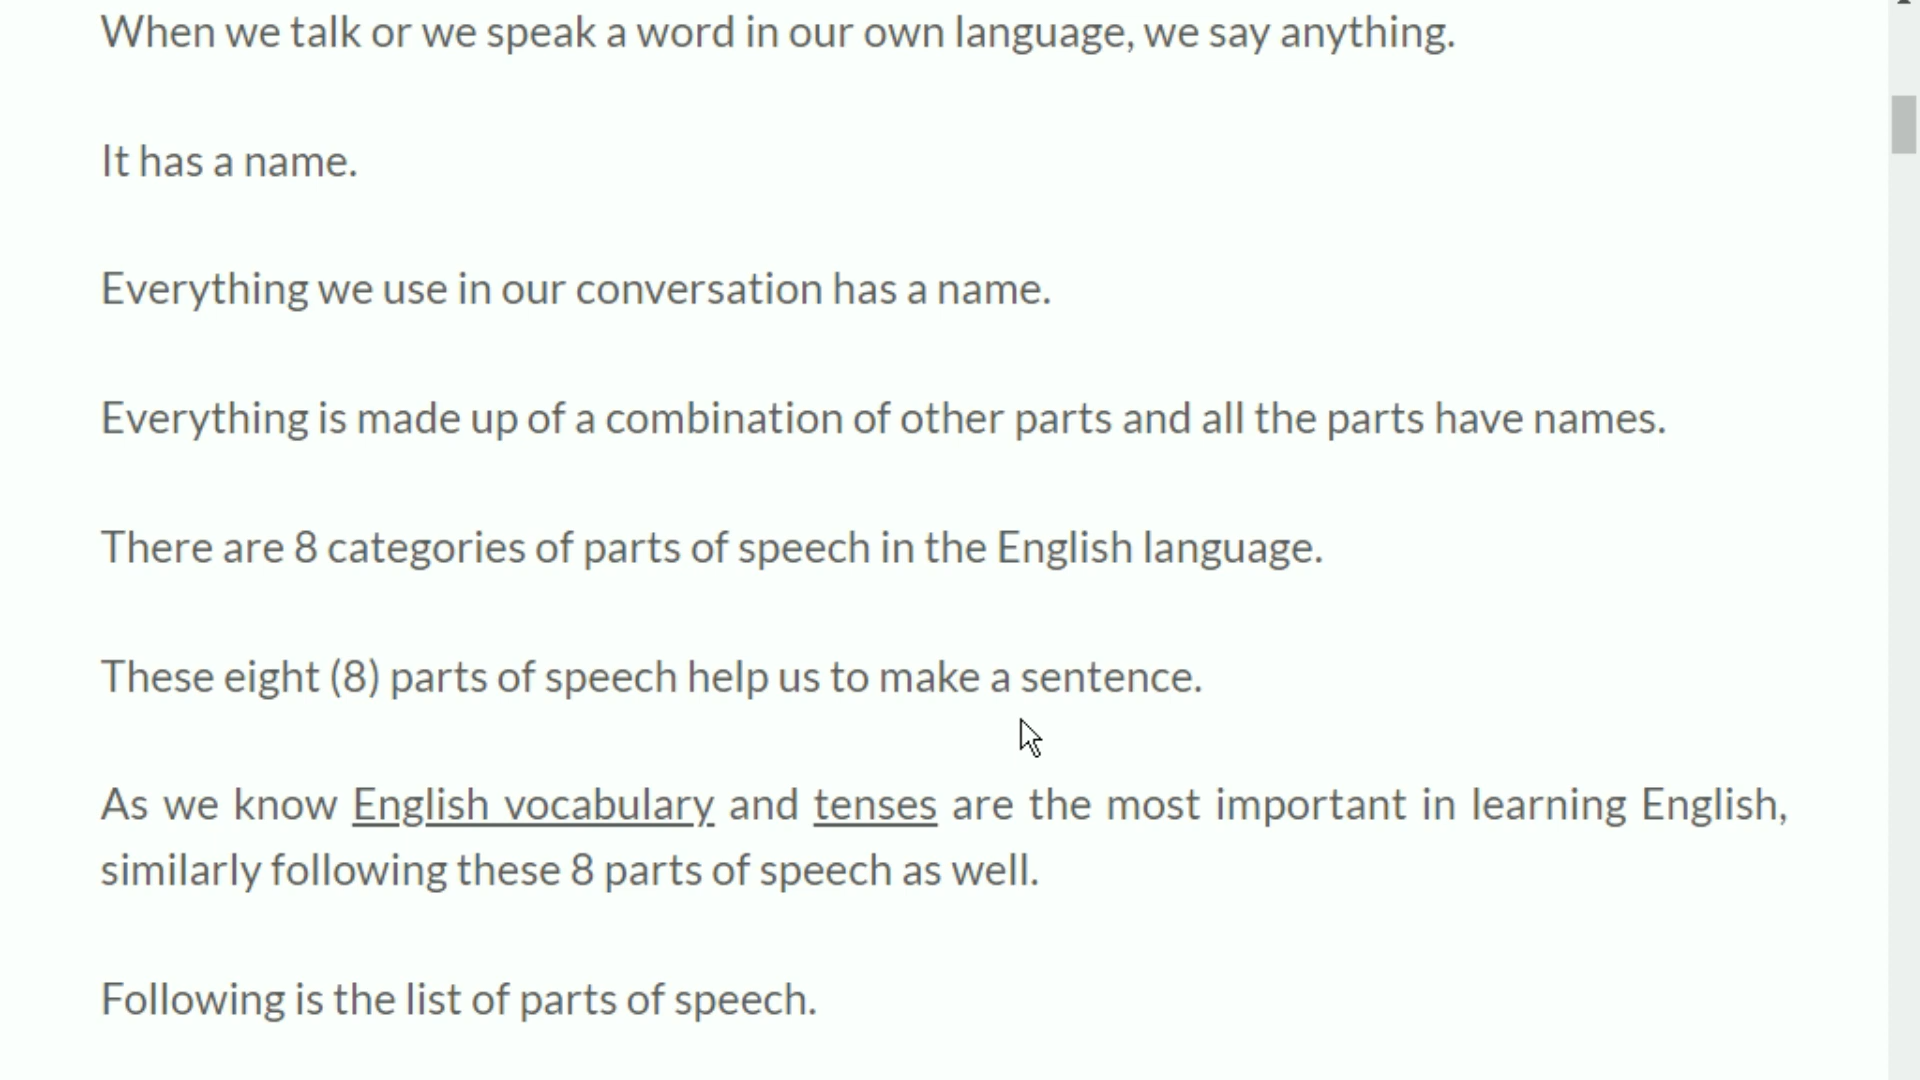 When we talk or we speak a word in our own language, we say anything.
It has a name.
Everything we use in our conversation has a name.
Everything is made up of a combination of other parts and all the parts have names.
There are 8 categories of parts of speech in the English language.
These eight (8) parts of speech help us to make a sentence.
As we know English vocabulary and tenses are the most important in learning English,
similarly following these 8 parts of speech as well.
Following is the list of parts of speech.